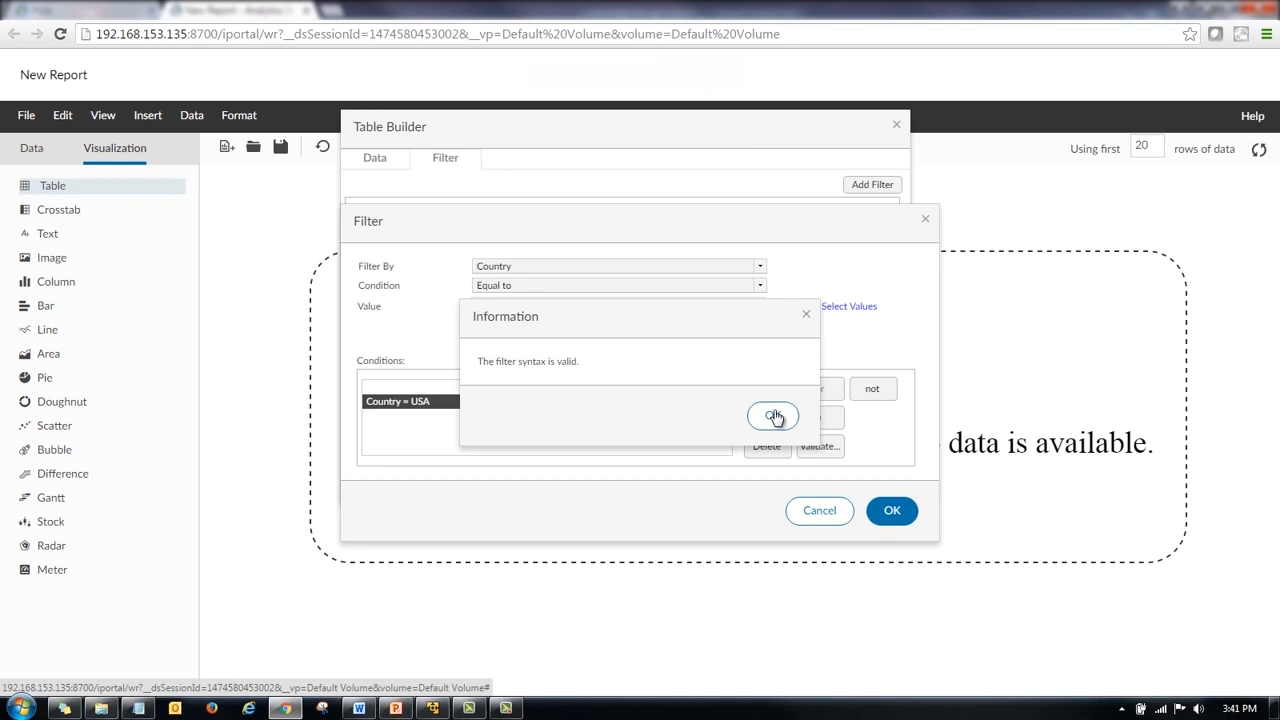 192.168.153.135:8700/iportal/wr?__dsSessionId=1474580453002&__vp=Default%20Volume&volume=Default%20Volume
New Report
File Edit View Insert Data Format Help
Table Builder
Data Visualization
Using first 20 rows of data
Data Filter
Add Filter
Table
Crosstab
Text
Image
Column
Bar
Line
Area
Pie
Doughnut
Scatter
Bubble
Difference
Gantt
Stock
Radar
Meter
Filter
Filter By Country
Condition Equal to
Value Select Values
Information
The filter syntax is valid.
Conditions:
not
Country = USA
Delete Validate...
data is available.
Cancel OK
192.168.153.135:8700/iportal/wr?__dsSessionId=1474580453002&__vp=Default Volume&volume=Default Volume#
3:41 PM